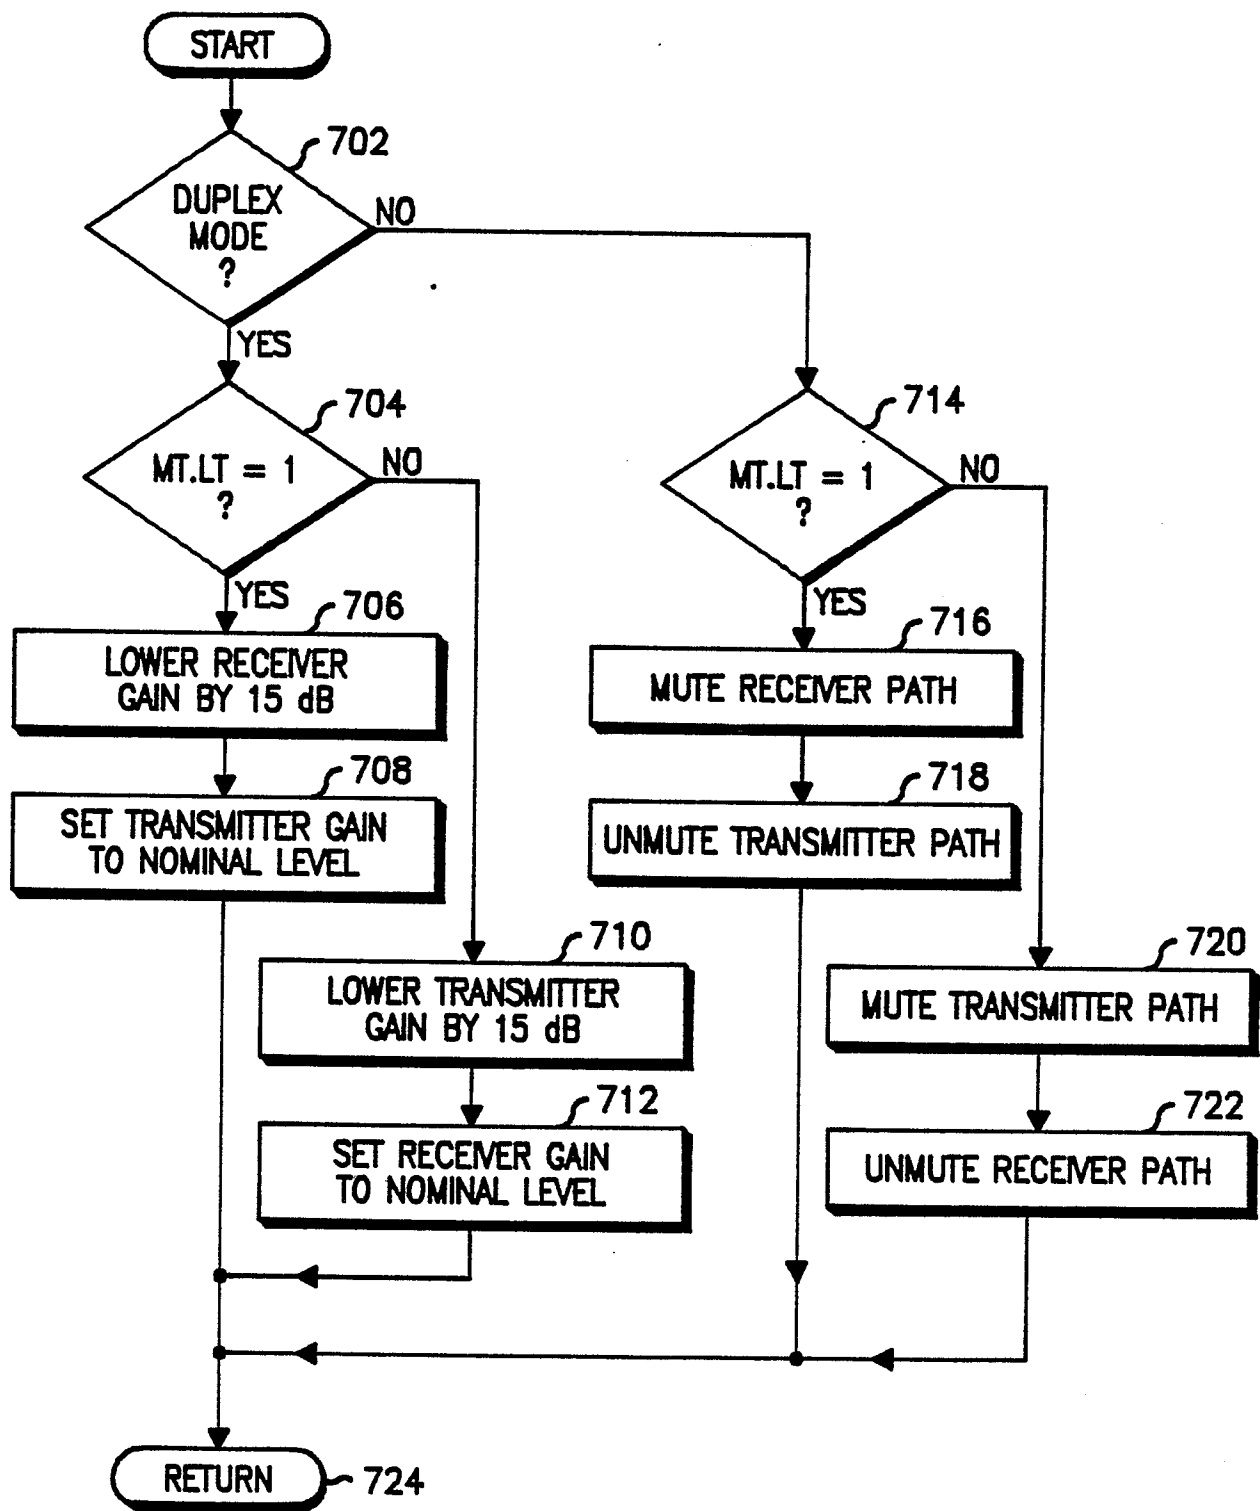 START
702
DUPLEX
MODE
?
NO
YES
704
MT.LT = 1
?
NO
YES
714
MT.LT = 1
?
NO
YES
706
LOWER RECEIVER
GAIN BY 15 dB
708
SET TRANSMITTER GAIN
TO NOMINAL LEVEL
710
LOWER TRANSMITTER
GAIN BY 15 dB
712
SET RECEIVER GAIN
TO NOMINAL LEVEL
716
MUTE RECEIVER PATH
718
UNMUTE TRANSMITTER PATH
720
MUTE TRANSMITTER PATH
722
UNMUTE RECEIVER PATH
RETURN
724